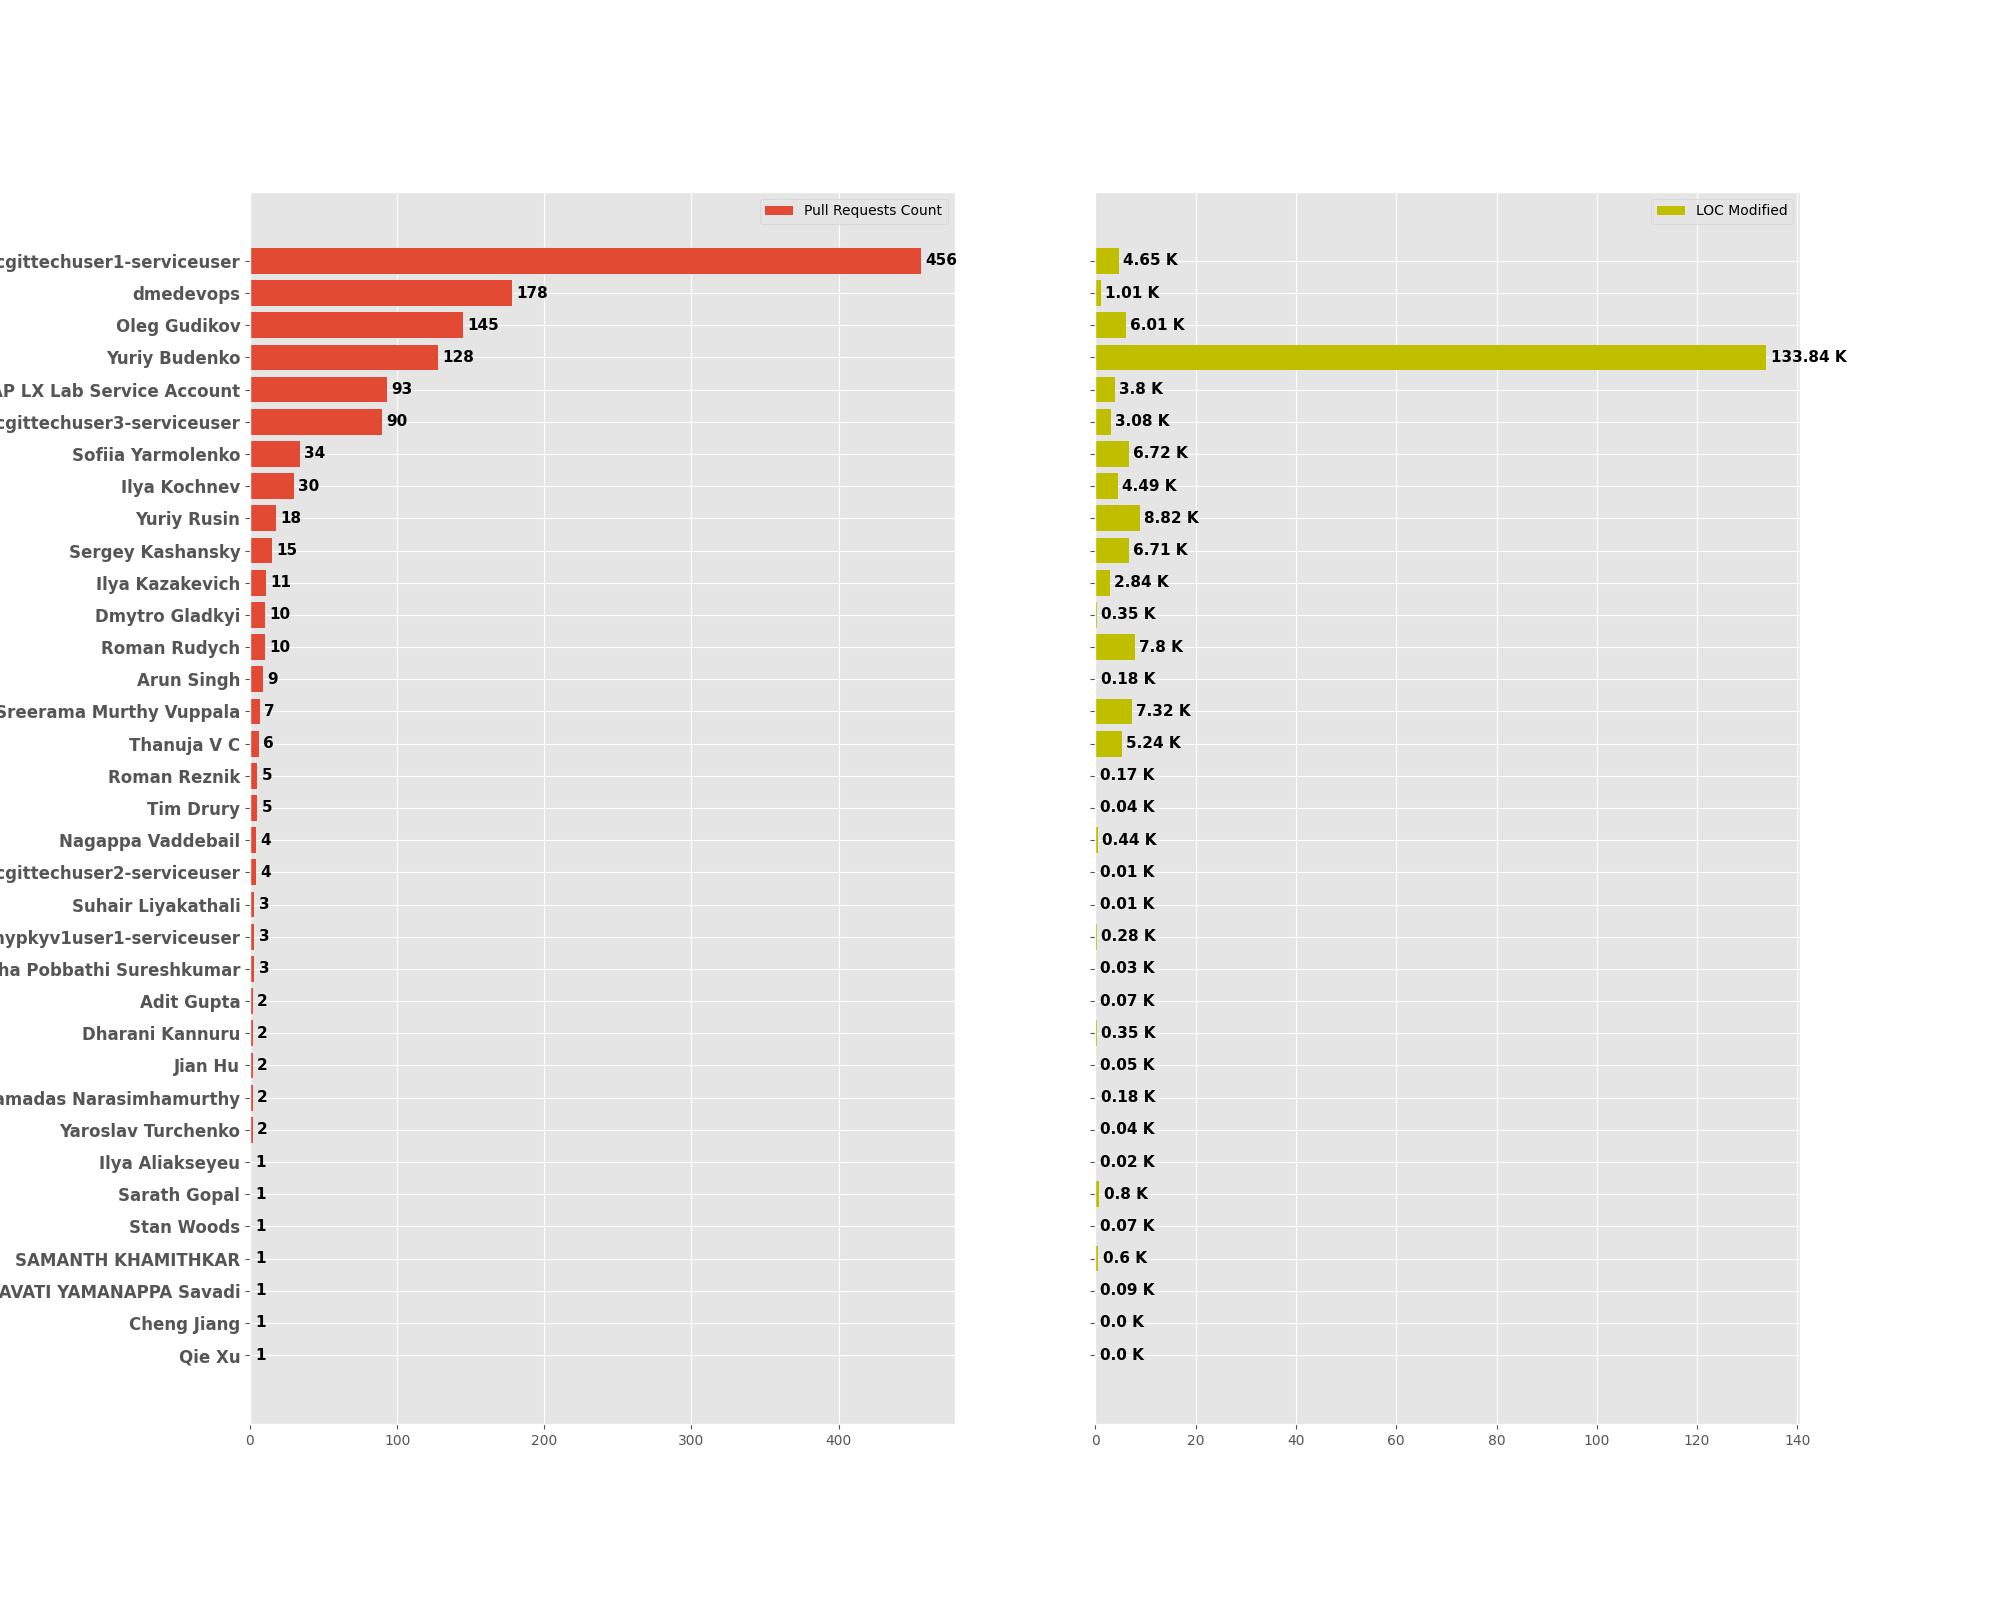 Pull Requests Count
LOC Modified
cgittechuser1-serviceuser 456 4.65 K
dmedevops 178 1.01 K
Oleg Gudikov 145 6.01 K
Yuriy Budenko 128 133.84 K
AP LX Lab Service Account 93 3.8 K
cgittechuser3-serviceuser 90 3.08 K
Sofiia Yarmolenko 34 6.72 K
Ilya Kochnev 30 4.49 K
Yuriy Rusin 18 8.82 K
Sergey Kashansky 15 6.71 K
Ilya Kazakevich 11 2.84 K
Dmytro Gladkyi 10 0.35 K
Roman Rudych 10 7.8 K
Arun Singh 9 0.18 K
Sreerama Murthy Vuppala 7 7.32 K
Thanuja V C 6 5.24 K
Roman Reznik 5 0.17 K
Tim Drury 5 0.04 K
Nagappa Vaddebail 4 0.44 K
cgittechuser2-serviceuser 4 0.01 K
Suhair Liyakathali 3 0.01 K
hypkyv1user1-serviceuser 3 0.28 K
ha Pobbathi Sureshkumar 3 0.03 K
Adit Gupta 2 0.07 K
Dharani Kannuru 2 0.35 K
Jian Hu 2 0.05 K
amadas Narasimhamurthy 2 0.18 K
Yaroslav Turchenko 2 0.04 K
Ilya Aliakseyeu 1 0.02 K
Sarath Gopal 1 0.8 K
Stan Woods 1 0.07 K
SAMANTH KHAMITHKAR 1 0.6 K
AVATI YAMANAPPA Savadi 1 0.09 K
Cheng Jiang 1 0.0 K
Qie Xu 1 0.0 K
0 100 200 300 400
0 20 40 60 80 100 120 140